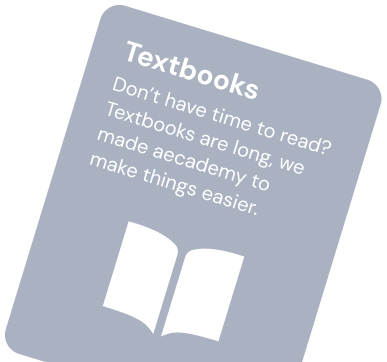 Textbooks
Don't have time to read?
Textbooks are long, we
made aecademy to
make things easier.